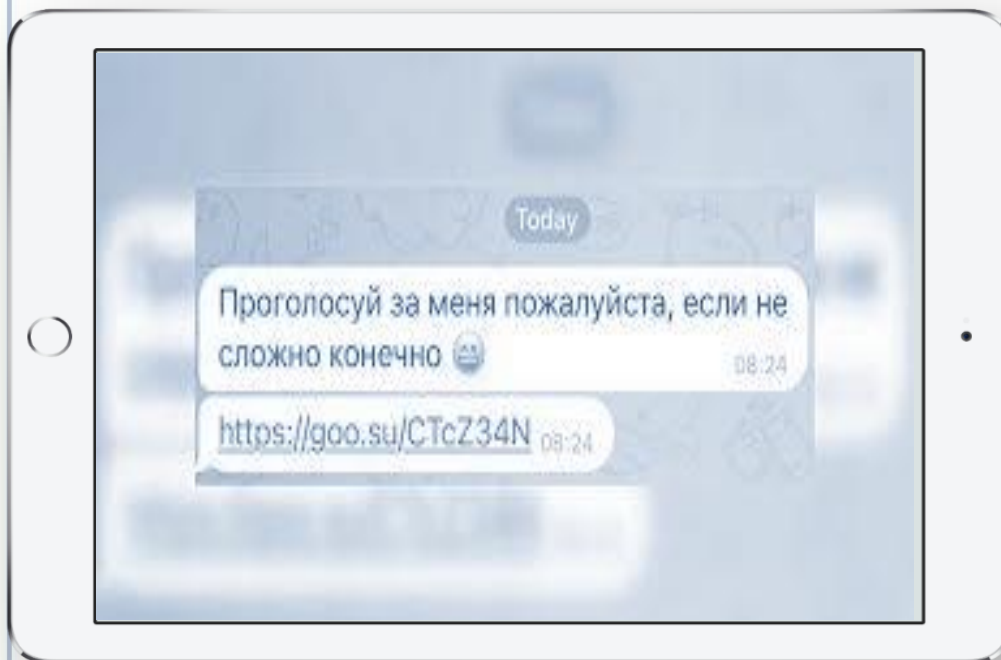 Today
Проголосуй за меня пожалуйста, если не
сложно конечно
08:24
https://goo.su/CTcZ34N 08:24